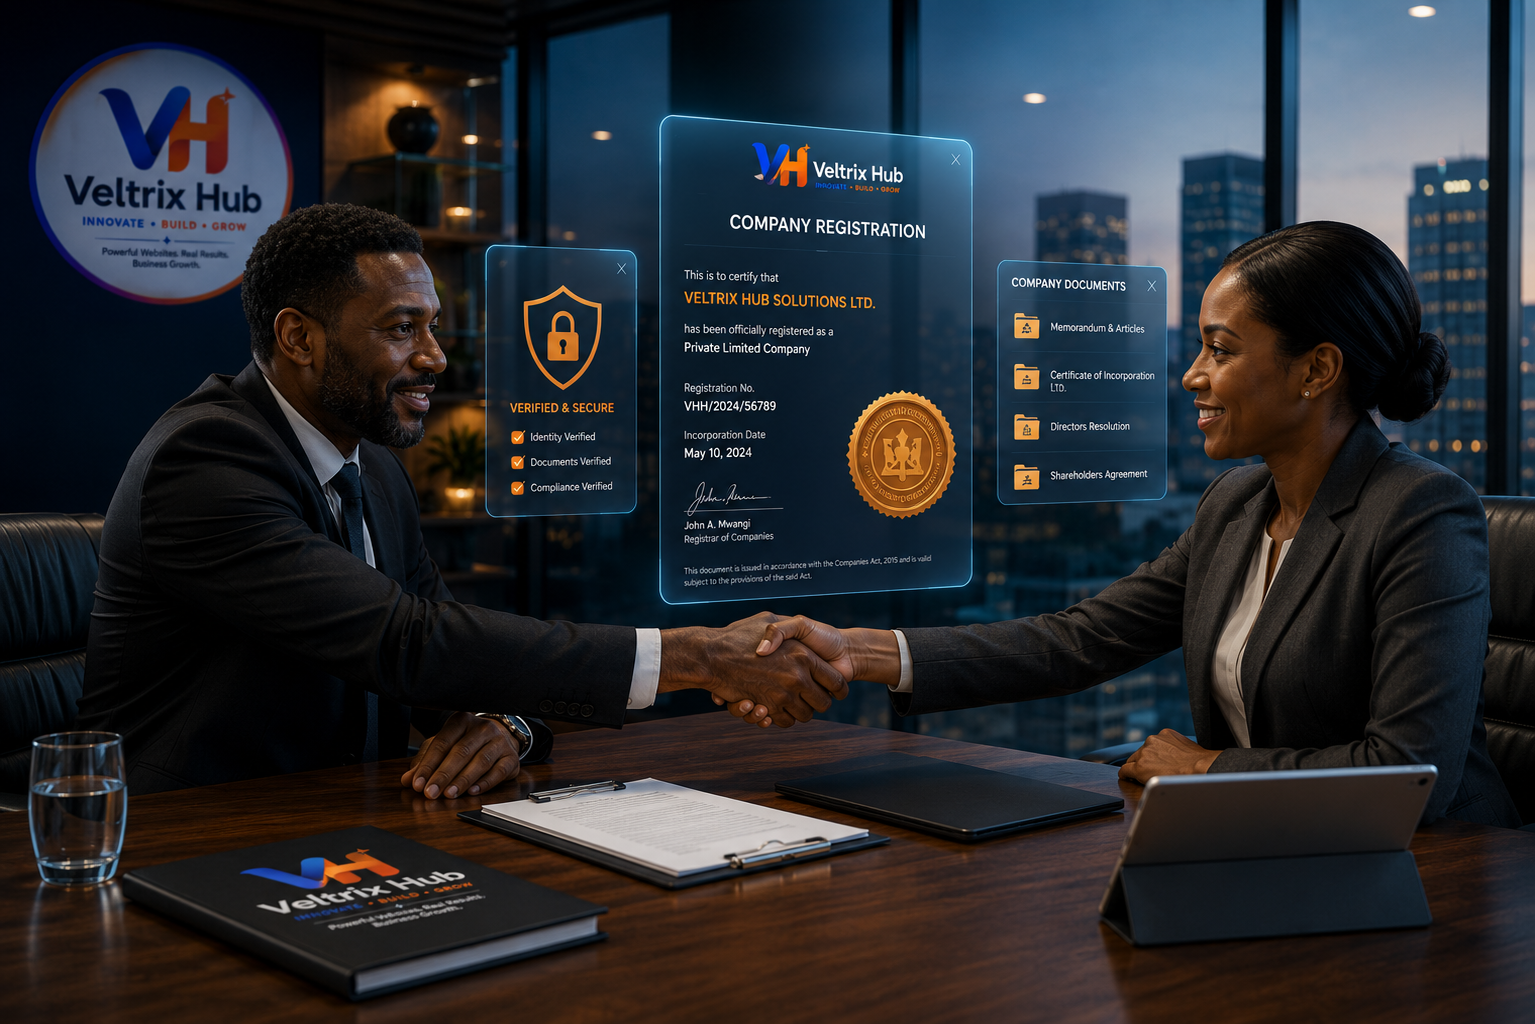 VH
Veltrix Hub
INNOVATE • BUILD • GROW
Powerful Websites. Real Results.
Business Growth.
VERIFIED & SECURE
Identity Verified
Documents Verified
Compliance Verified
VH Veltrix Hub
INNOVATE • BUILD • GROW
COMPANY REGISTRATION
This is to certify that
VELTRIX HUB SOLUTIONS LTD.
has been officially registered as a
Private Limited Company
Registration No.
VHH/2024/56789
Incorporation Date
May 10, 2024
John A. Mwangi
Registrar of Companies
This document is issued in accordance with the Companies Act, 2015 and is valid
subject to the provisions of the said Act.
COMPANY DOCUMENTS
Memorandum & Articles
Certificate of Incorporation
LTD.
Directors Resolution
Shareholders Agreement
VH
Veltrix Hub
INNOVATE • BUILD • GROW
Powerful Websites. Real Results.
Business Growth.